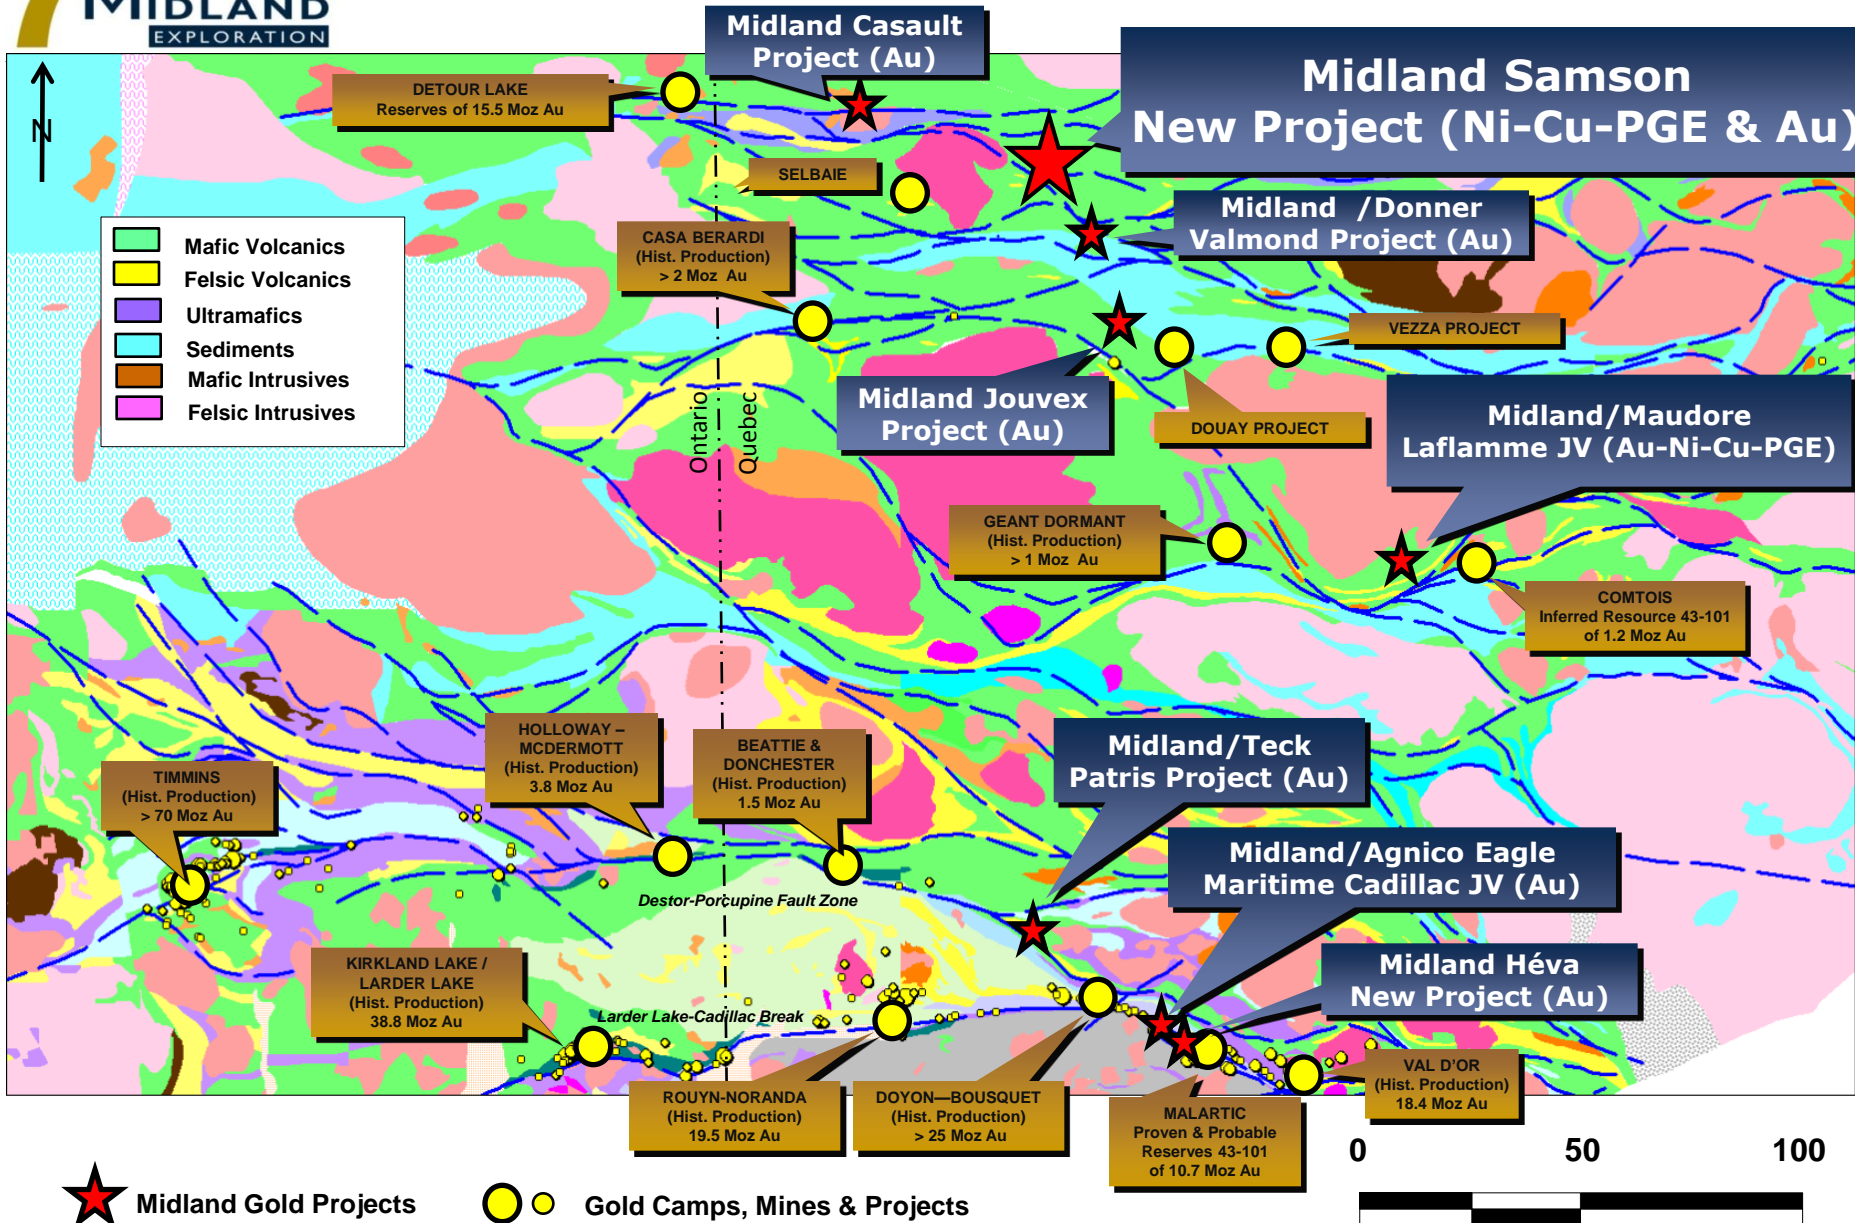 MIDLAND
EXPLORATION
N
Midland Casault
Project (Au)
Midland Samson
New Project (Ni-Cu-PGE & Au)
DETOUR LAKE
Reserves of 15.5 Moz Au
SELBAIE
Midland /Donner
Valmond Project (Au)
CASA BERARDI
(Hist. Production)
> 2 Moz Au
Mafic Volcanics
Felsic Volcanics
Ultramafics
Sediments
Mafic Intrusives
Felsic Intrusives
VEZZA PROJECT
Ontario
Quebec
Midland Jouvex
Project (Au)
DOUAY PROJECT
Midland/Maudore
Laflamme JV (Au-Ni-Cu-PGE)
GEANT DORMANT
(Hist. Production)
> 1 Moz Au
COMTOIS
Inferred Resource 43-101
of 1.2 Moz Au
HOLLOWAY –
MCDERMOTT
(Hist. Production)
3.8 Moz Au
BEATTIE &
DONCHESTER
(Hist. Production)
1.5 Moz Au
Midland/Teck
Patris Project (Au)
TIMMINS
(Hist. Production)
> 70 Moz Au
Midland/Agnico Eagle
Maritime Cadillac JV (Au)
Destor-Porcupine Fault Zone
KIRKLAND LAKE /
LARDER LAKE
(Hist. Production)
38.8 Moz Au
Larder Lake-Cadillac Break
Midland Héva
New Project (Au)
ROUYN-NORANDA
(Hist. Production)
19.5 Moz Au
DOYON—BOUSQUET
(Hist. Production)
> 25 Moz Au
MALARTIC
Proven & Probable
Reserves 43-101
of 10.7 Moz Au
VAL D'OR
(Hist. Production)
18.4 Moz Au
0 50 100
Midland Gold Projects
Gold Camps, Mines & Projects